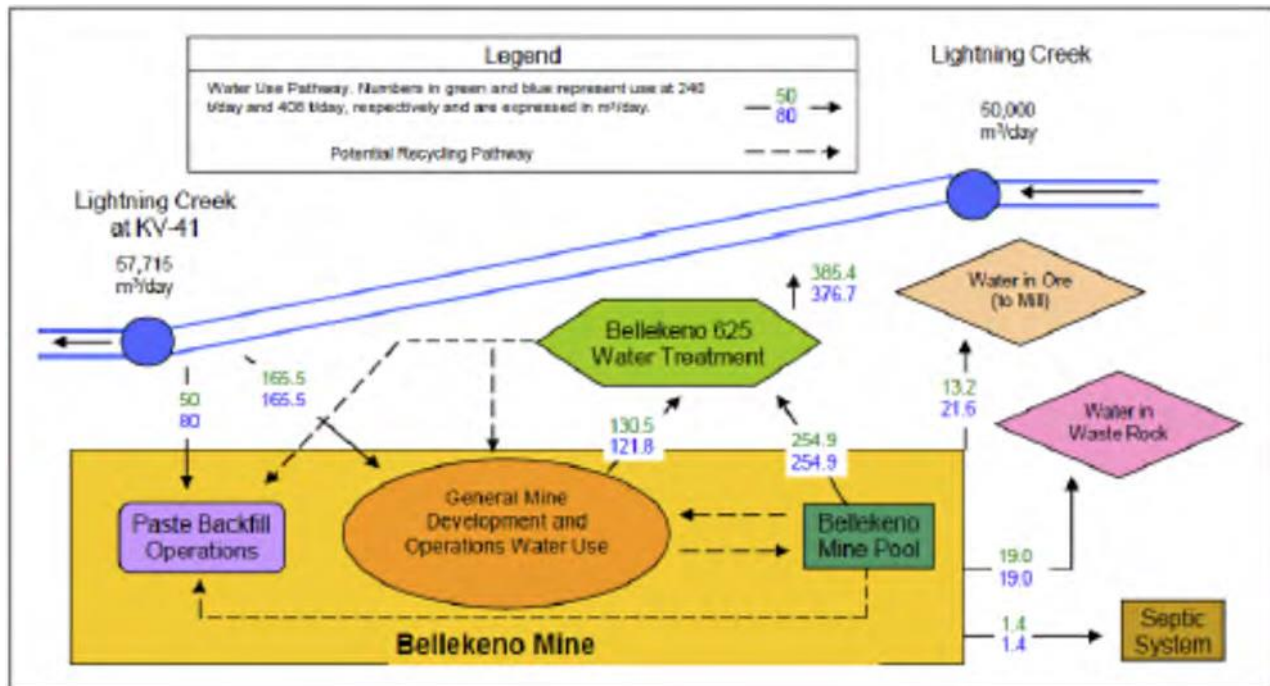 Legend
Water Use Pathway. Numbers in green and blue represent use at 240
t/day and 408 t/day, respectively and are expressed in m³/day.
50
80
Potential Recycling Pathway
Lightning Creek
50,000
m³/day
Lightning Creek
at KV-41
57,715
m³/day
385.4
376.7
Water in Ore
(to Mill)
Bellekeno 625
Water Treatment
165.5
165.5
50
80
13.2
21.6
Water in
Waste Rock
130.5
121.8
254.9
254.9
General Mine
Development and
Operations Water Use
Paste Backfill
Operations
Bellekeno
Mine Pool
19.0
19.0
1.4
1.4
Septic
System
Bellekeno Mine